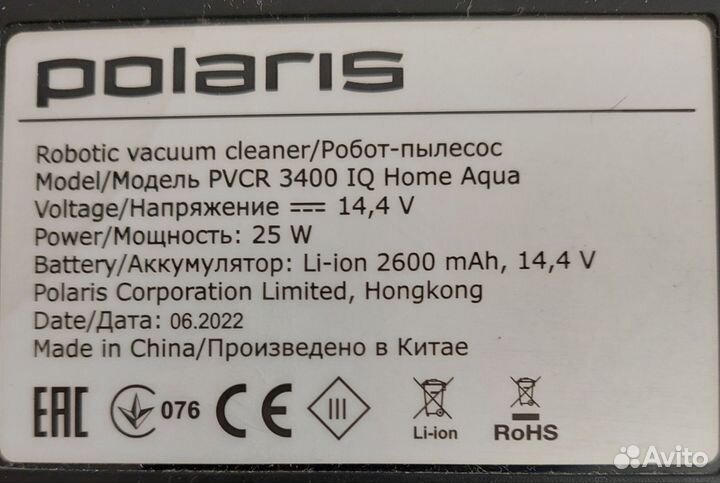 polaris
Robotic vacuum cleaner/Робот-пылесос
Model/Модель PVCR 3400 IQ Home Aqua
Voltage/Напряжение 14,4 V
Power/Мощность: 25 W
Battery/Аккумулятор: Li-ion 2600 mAh, 14,4 V
Polaris Corporation Limited, Hongkong
Date/Дата: 06.2022
Made in China/Произведено в Китае
EAC 076 CE III Li-ion RoHS
Avito